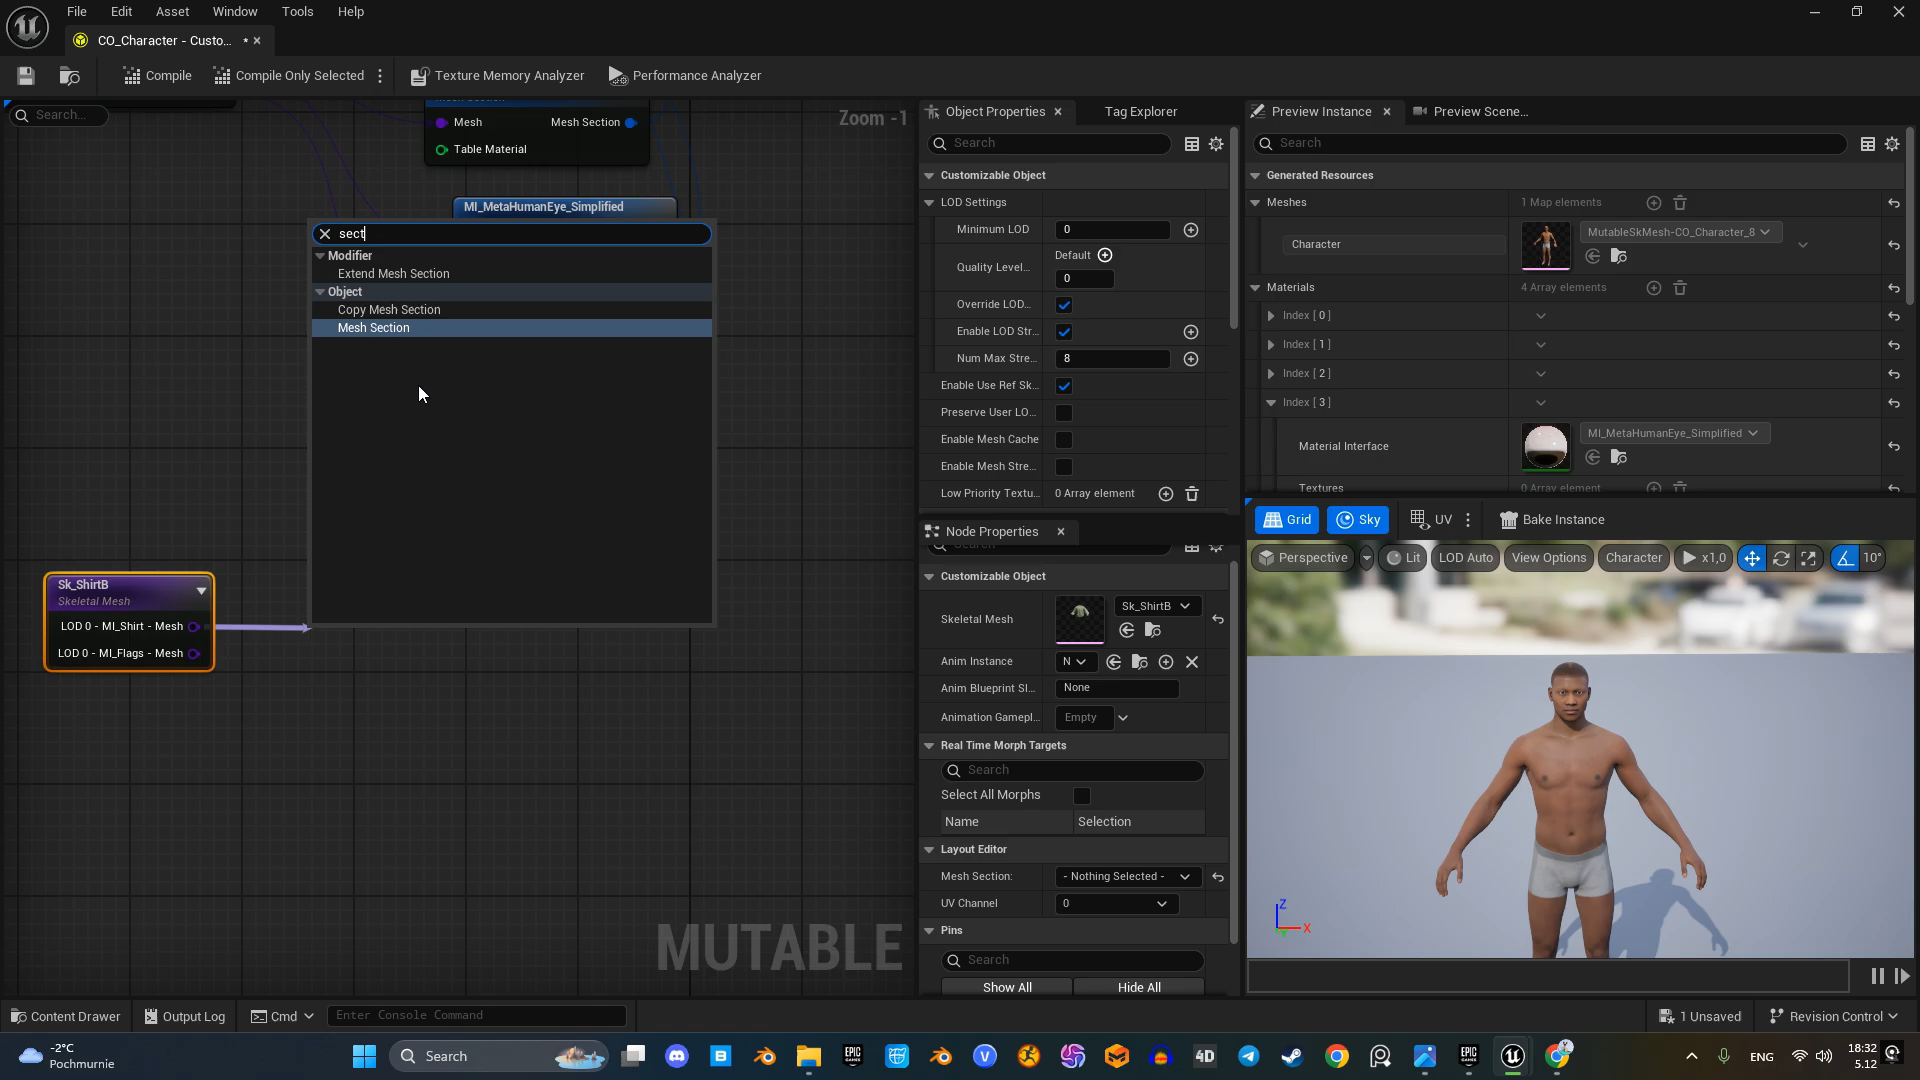 File Edit Asset Window Tools Help
CO_Character - Custo... *
Compile Compile Only Selected Texture Memory Analyzer Performance Analyzer
Search...
Zoom -1
Mesh Mesh Section
Table Material
MI_MetaHumanEye_Simplified
sect
Modifier
Extend Mesh Section
Object
Copy Mesh Section
Mesh Section
Sk_ShirtB
Skeletal Mesh
LOD 0 - MI_Shirt - Mesh
LOD 0 - MI_Flags - Mesh
MUTABLE
Object Properties Tag Explorer
Search
Customizable Object
LOD Settings
Minimum LOD 0
Quality Level... Default
0
Override LOD...
Enable LOD Str...
Num Max Stre... 8
Enable Use Ref Sk...
Preserve User LO...
Enable Mesh Cache
Enable Mesh Stre...
Low Priority Textu... 0 Array element
Node Properties
Search
Customizable Object
Skeletal Mesh Sk_ShirtB
Anim Instance N
Anim Blueprint Sl... None
Animation Gamepl... Empty
Real Time Morph Targets
Search
Select All Morphs
Name Selection
Layout Editor
Mesh Section: - Nothing Selected -
UV Channel 0
Pins
Search
Show All Hide All
Preview Instance Preview Scene...
Search
Generated Resources
Meshes 1 Map elements
Character MutableSkMesh-CO_Character_8
Materials 4 Array elements
Index [ 0 ]
Index [ 1 ]
Index [ 2 ]
Index [ 3 ]
Material Interface MI_MetaHumanEye_Simplified
Textures 0 Array element
Grid Sky UV Bake Instance
Perspective Lit LOD Auto View Options Character x1,0 10°
Z
X
Content Drawer Output Log Cmd Enter Console Command 1 Unsaved Revision Control
-2°C
Pochmurnie
Search
4D
EPIC
GAMES
ENG
18:32
5.12